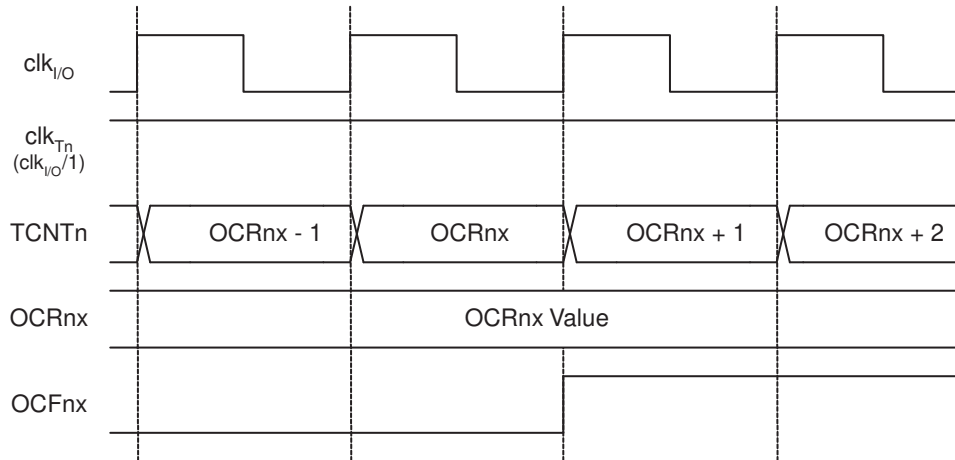 clkI/O
clkTn
(clkI/O/1)
TCNTn OCRnx - 1 OCRnx OCRnx + 1 OCRnx + 2
OCRnx OCRnx Value
OCFnx